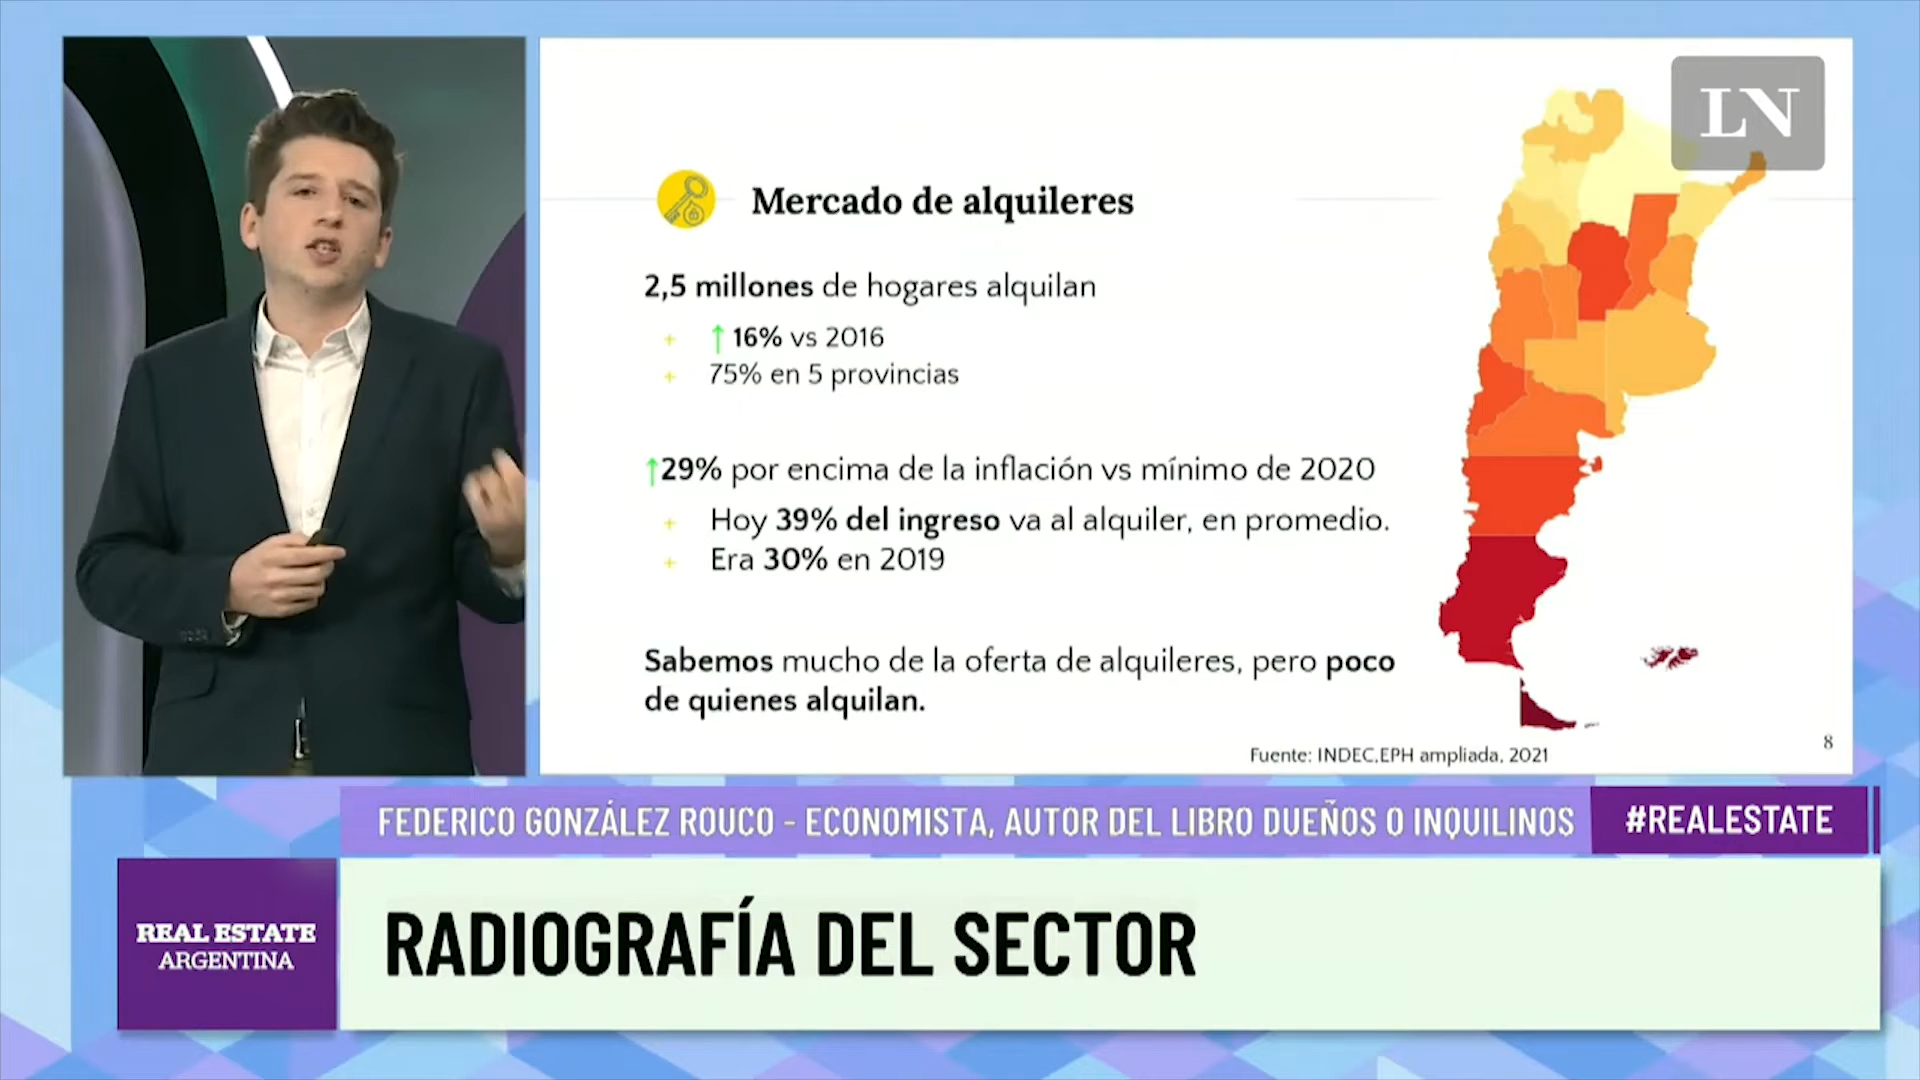 LN
Mercado de alquileres
2,5 millones de hogares alquilan
+ ↑ 16% vs 2016
+ 75% en 5 provincias
↑29% por encima de la inflación vs mínimo de 2020
+ Hoy 39% del ingreso va al alquiler, en promedio.
+ Era 30% en 2019
Sabemos mucho de la oferta de alquileres, pero poco
de quienes alquilan.
Fuente: INDEC,EPH ampliada, 2021
8
FEDERICO GONZÁLEZ ROUCO - ECONOMISTA, AUTOR DEL LIBRO DUEÑOS O INQUILINOS
#REALESTATE
REAL ESTATE
ARGENTINA
RADIOGRAFÍA DEL SECTOR